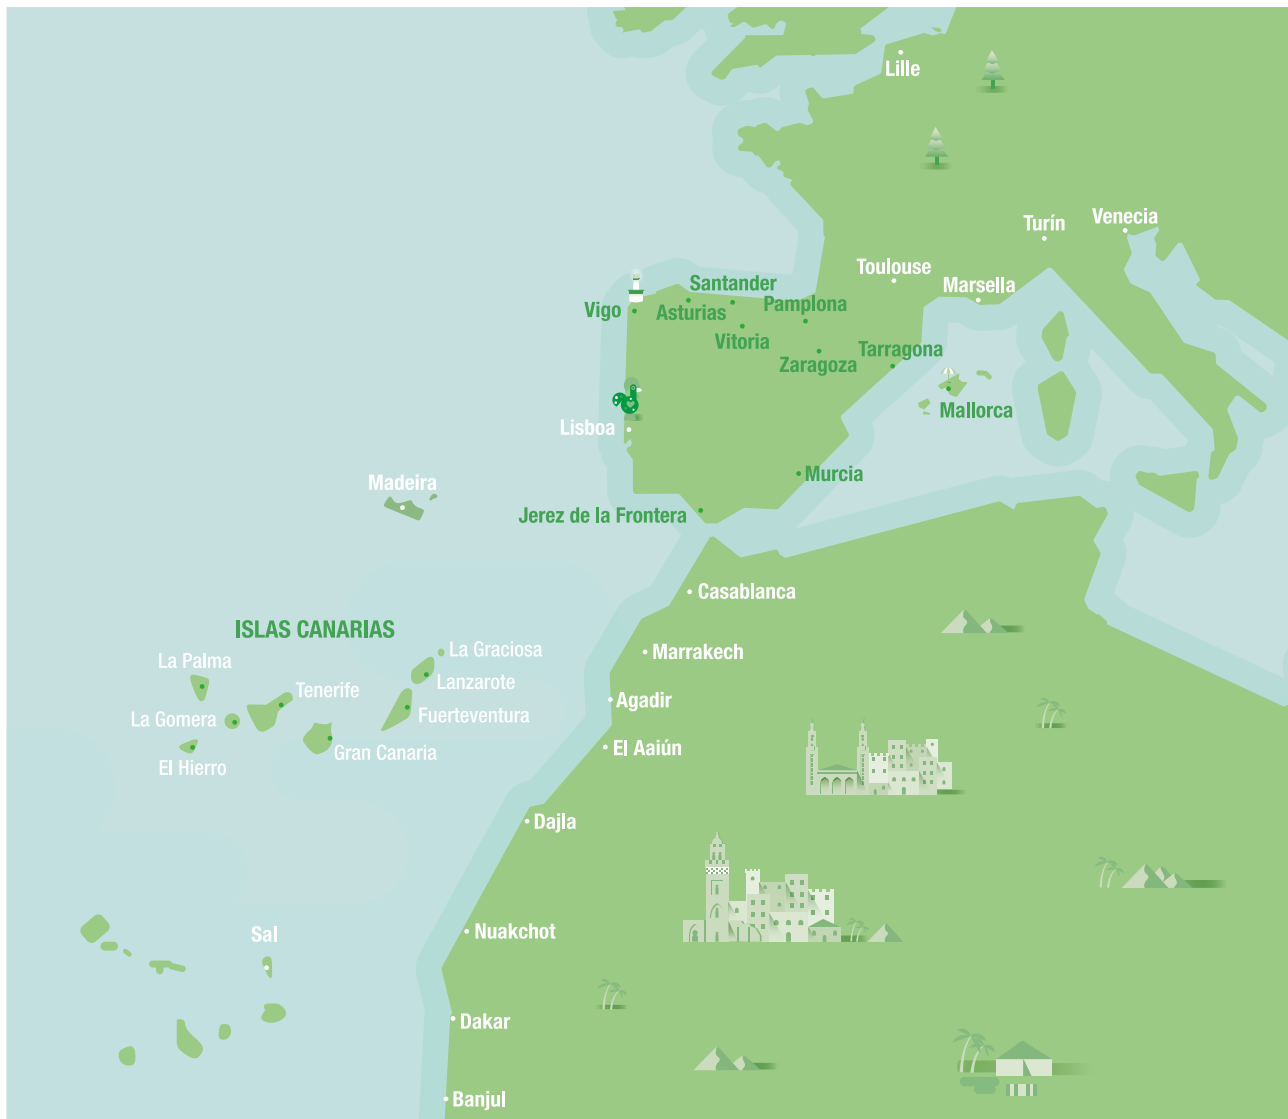 Lille
Turín
Venecia
Toulouse
Marsella
Santander
Vigo
Asturias
Pamplona
Vitoria
Zaragoza
Tarragona
Mallorca
Lisboa
Murcia
Madeira
Jerez de la Frontera
Casablanca
ISLAS CANARIAS
La Graciosa
Marrakech
La Palma
Lanzarote
Tenerife
Agadir
La Gomera
Fuerteventura
El Aaiún
Gran Canaria
El Hierro
Dajla
Nuakchot
Sal
Dakar
Banjul